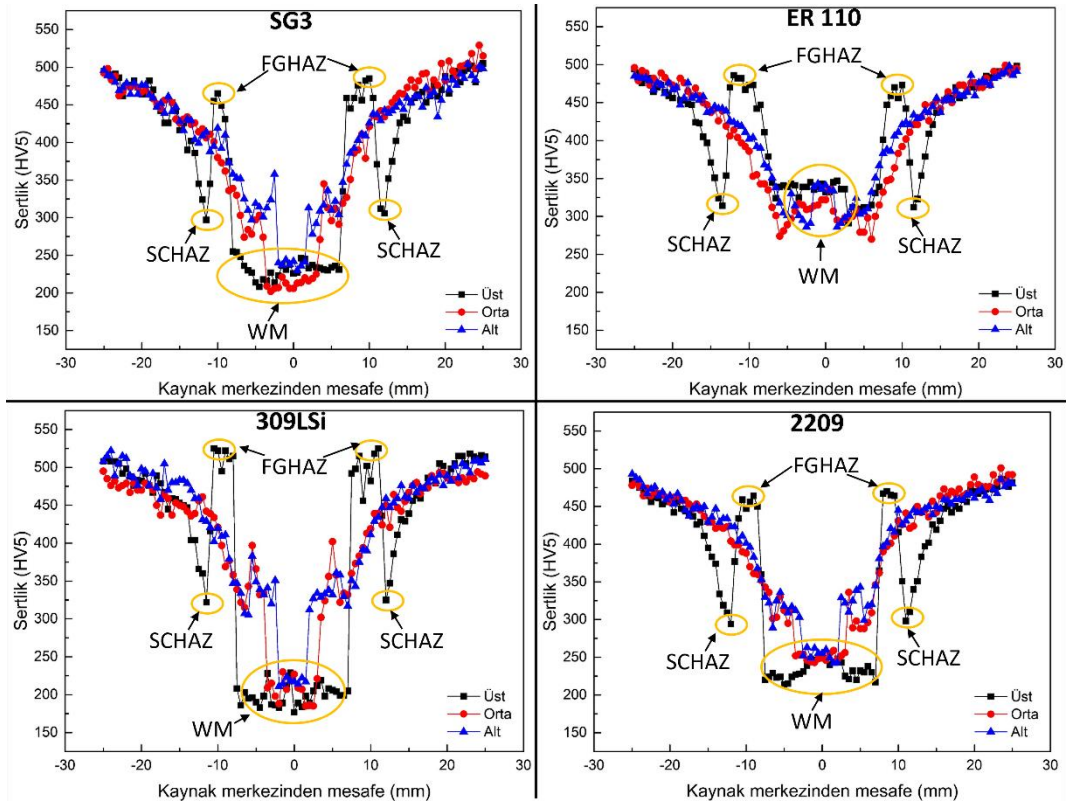 SG3
550
500
450
400
350
300
250
200
150
Sertlik (HV5)
FGHAZ
SCHAZ
SCHAZ
WM
Üst
Orta
Alt
-30
-20
-10
0
10
20
30
Kaynak merkezinden mesafe (mm)
ER 110
550
500
450
400
350
300
250
200
150
Sertlik (HV5)
FGHAZ
SCHAZ
SCHAZ
WM
Üst
Orta
Alt
-30
-20
-10
0
10
20
30
Kaynak merkezinden mesafe (mm)
309LSi
550
500
450
400
350
300
250
200
150
Sertlik (HV5)
FGHAZ
SCHAZ
SCHAZ
WM
Üst
Orta
Alt
-30
-20
-10
0
10
20
30
Kaynak merkezinden mesafe (mm)
2209
550
500
450
400
350
300
250
200
150
Sertlik (HV5)
FGHAZ
SCHAZ
SCHAZ
WM
Üst
Orta
Alt
-30
-20
-10
0
10
20
30
Kaynak merkezinden mesafe (mm)